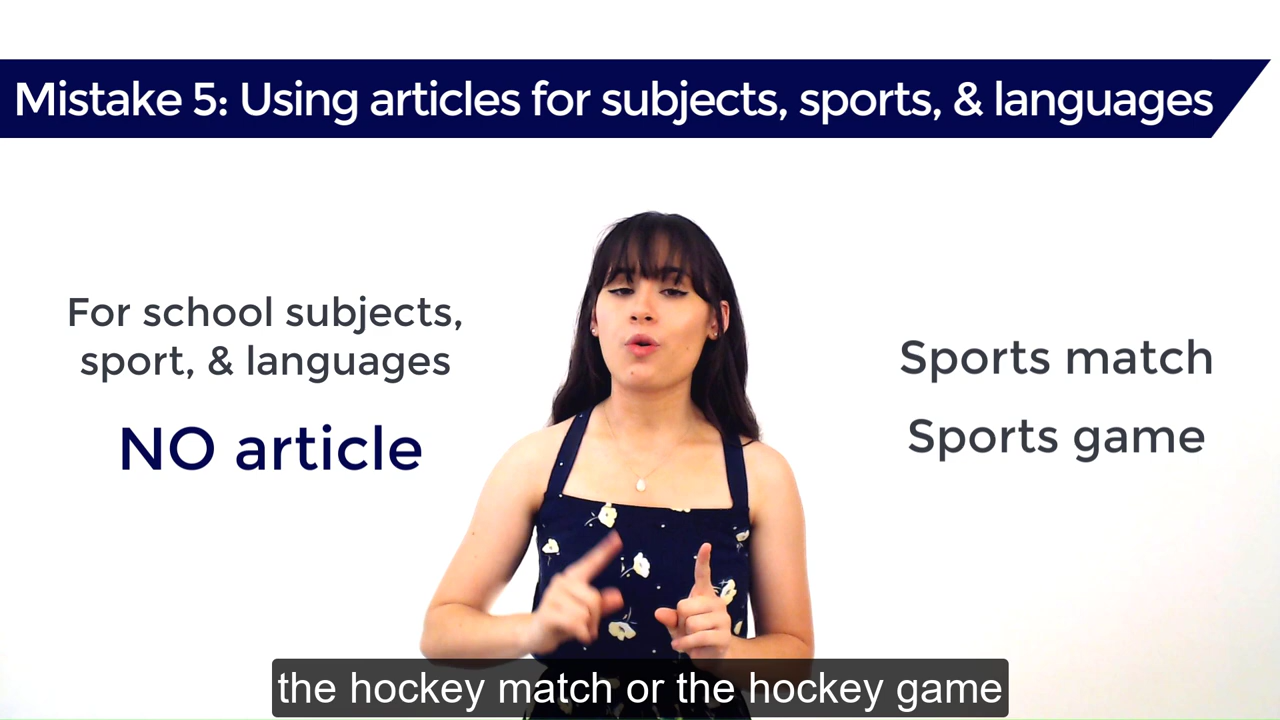 Mistake 5: Using articles for subjects, sports, & languages
For school subjects,
sport, & languages
NO article
Sports match
Sports game
the hockey match or the hockey game